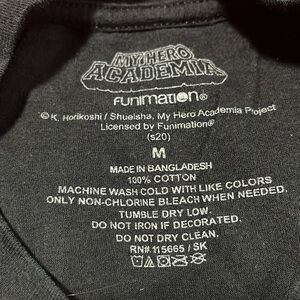 MY HERO
ACADEMIA
FUNIMATION®
© K. Horikoshi / Shueisha, My Hero Academia Project
Licensed by Funimation®
(s20)
M
MADE IN BANGLADESH
100% COTTON
MACHINE WASH COLD WITH LIKE COLORS
ONLY NON-CHLORINE BLEACH WHEN NEEDED.
TUMBLE DRY LOW.
DO NOT IRON IF DECORATED.
DO NOT DRY CLEAN.
RN#:115665 / SK